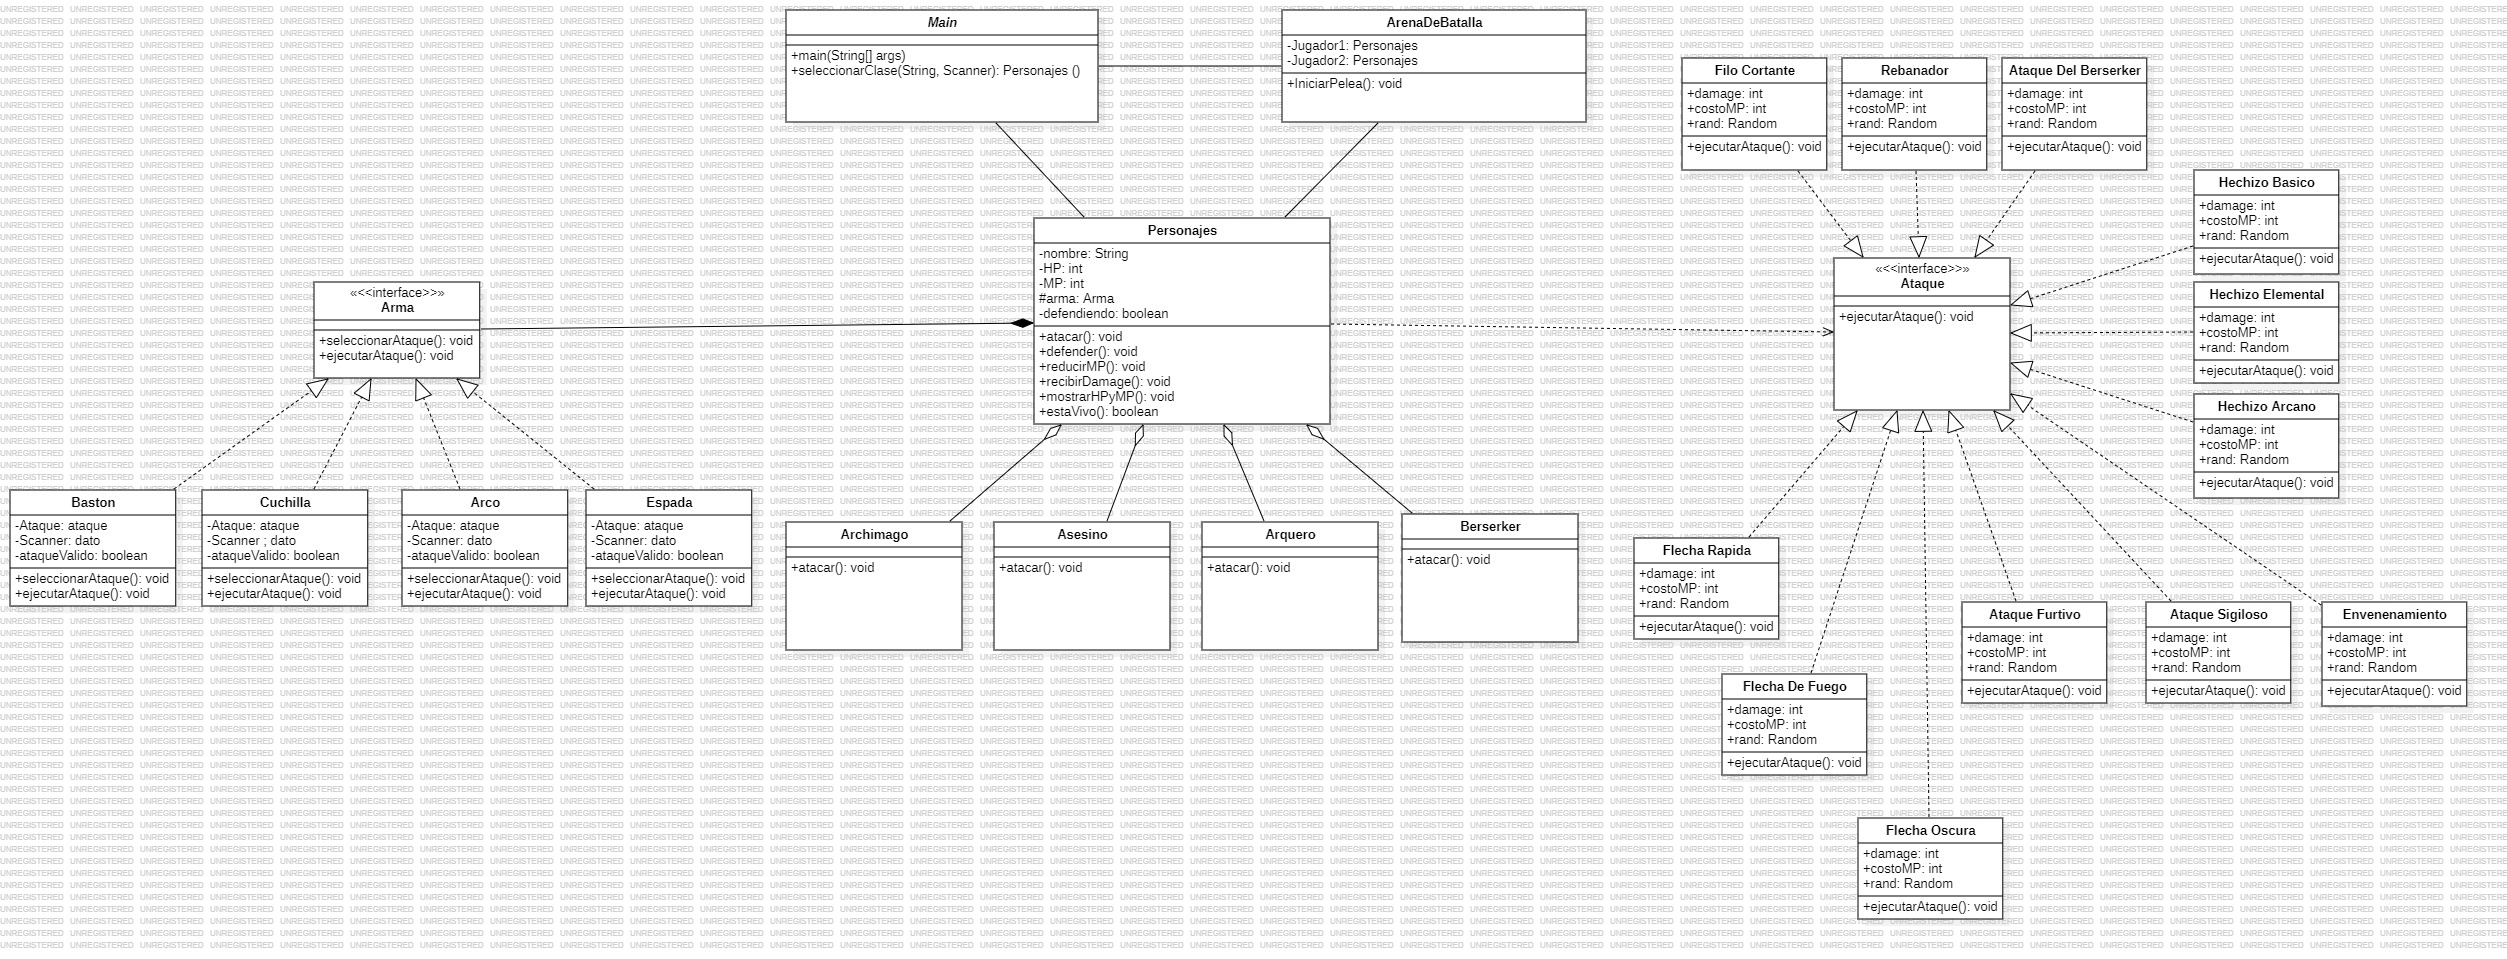 Main
+main(String[] args)
+seleccionarClase(String, Scanner): Personajes ()
ArenaDeBatalla
-Jugador1: Personajes
-Jugador2: Personajes
+IniciarPelea(): void
Filo Cortante
+damage: int
+costoMP: int
+rand: Random
+ejecutarAtaque(): void
Rebanador
+damage: int
+costoMP: int
+rand: Random
+ejecutarAtaque(): void
Ataque Del Berserker
+damage: int
+costoMP: int
+rand: Random
+ejecutarAtaque(): void
Hechizo Basico
+damage: int
+costoMP: int
+rand: Random
+ejecutarAtaque(): void
Personajes
-nombre: String
-HP: int
-MP: int
#arma: Arma
-defendiendo: boolean
+atacar(): void
+defender(): void
+reducirMP(): void
+recibirDamage(): void
+mostrarHPyMP(): void
+estaVivo(): boolean
«<<interface>>»
Arma
+seleccionarAtaque(): void
+ejecutarAtaque(): void
«<<interface>>»
Ataque
+ejecutarAtaque(): void
Hechizo Elemental
+damage: int
+costoMP: int
+rand: Random
+ejecutarAtaque(): void
Hechizo Arcano
+damage: int
+costoMP: int
+rand: Random
+ejecutarAtaque(): void
Baston
-Ataque: ataque
-Scanner: dato
-ataqueValido: boolean
+seleccionarAtaque(): void
+ejecutarAtaque(): void
Cuchilla
-Ataque: ataque
-Scanner ; dato
-ataqueValido: boolean
+seleccionarAtaque(): void
+ejecutarAtaque(): void
Arco
-Ataque: ataque
-Scanner: dato
-ataqueValido: boolean
+seleccionarAtaque(): void
+ejecutarAtaque(): void
Espada
-Ataque: ataque
-Scanner: dato
-ataqueValido: boolean
+seleccionarAtaque(): void
+ejecutarAtaque(): void
Archimago
+atacar(): void
Asesino
+atacar(): void
Arquero
+atacar(): void
Berserker
+atacar(): void
Flecha Rapida
+damage: int
+costoMP: int
+rand: Random
+ejecutarAtaque(): void
Ataque Furtivo
+damage: int
+costoMP: int
+rand: Random
+ejecutarAtaque(): void
Ataque Sigiloso
+damage: int
+costoMP: int
+rand: Random
+ejecutarAtaque(): void
Envenenamiento
+damage: int
+costoMP: int
+rand: Random
+ejecutarAtaque(): void
Flecha De Fuego
+damage: int
+costoMP: int
+rand: Random
+ejecutarAtaque(): void
Flecha Oscura
+damage: int
+costoMP: int
+rand: Random
+ejecutarAtaque(): void
UNREGISTERED